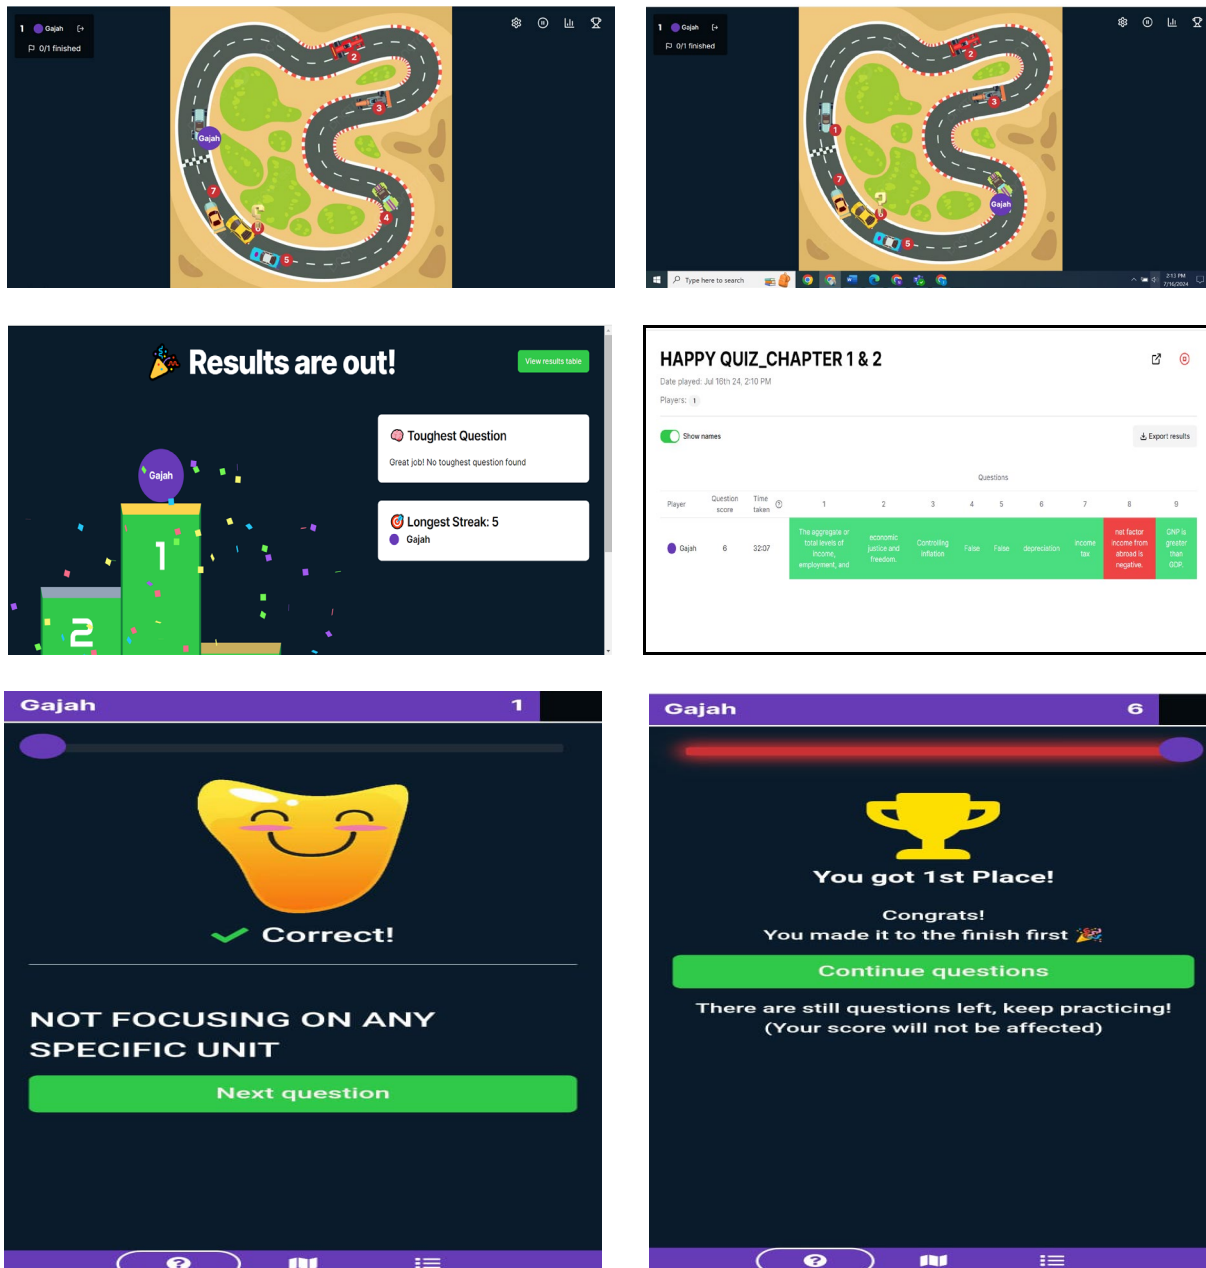 1 Gajah
0/1 finished
2
3
Gajah
7
4
6
5
1 Gajah
0/1 finished
2
3
1
7
Gajah
6
5
Type here to search
2:13 PM
7/16/2024
Results are out!
View results table
Toughest Question
Great job! No toughest question found
Gajah
Longest Streak: 5
Gajah
1
2
HAPPY QUIZ_CHAPTER 1 & 2
Date played: Jul 16th 24, 2:10 PM
Players: 1
Show names
Export results
Questions
Player Question score Time taken 1 2 3 4 5 6 7 8 9
Gajah 6 32:07 The aggregate or total levels of income, employment, and economic justice and freedom. Controlling inflation False False depreciation income tax net factor income from abroad is negative. GNP is greater than GDP.
Gajah 1
Correct!
NOT FOCUSING ON ANY
SPECIFIC UNIT
Next question
Gajah 6
You got 1st Place!
Congrats!
You made it to the finish first
Continue questions
There are still questions left, keep practicing!
(Your score will not be affected)